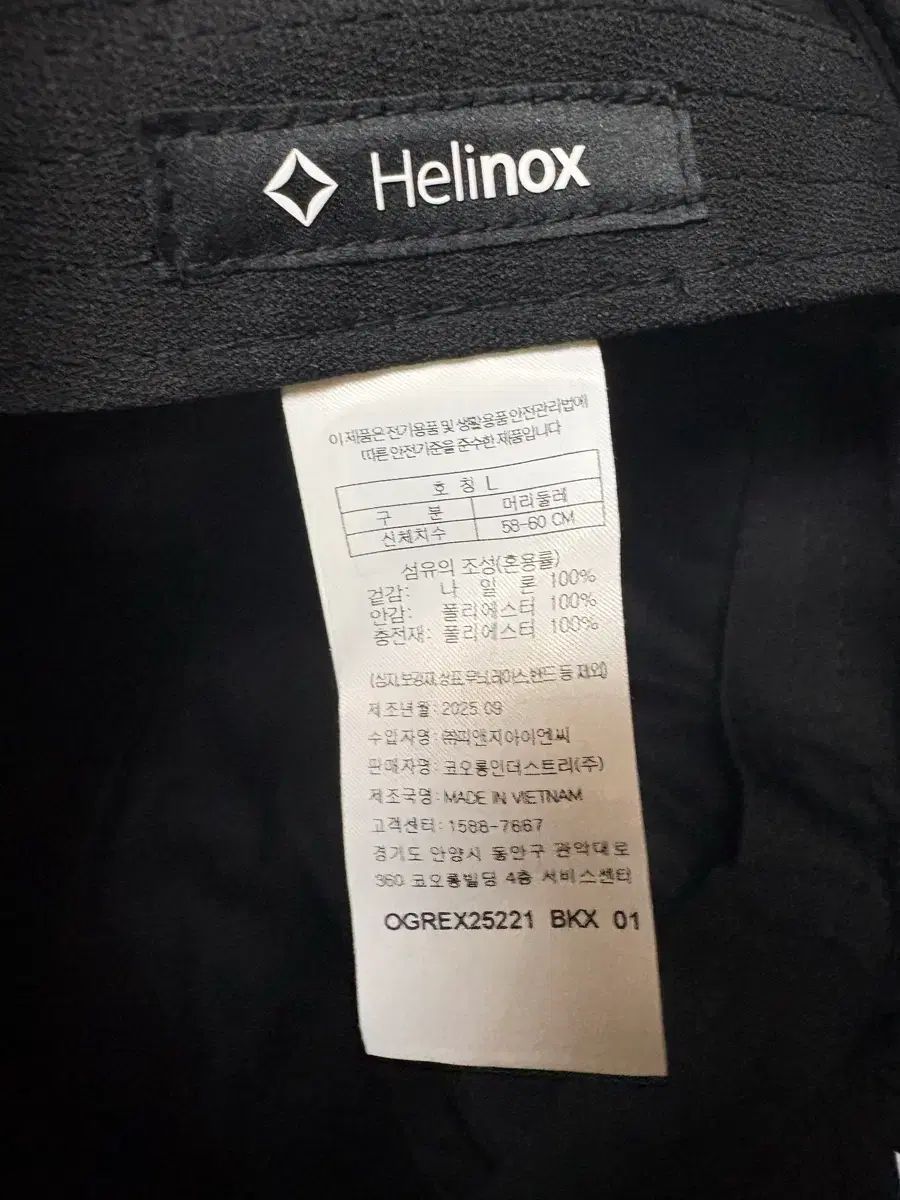 Helinox
이 제품은 전기용품 및 생활용품 안전관리법에
따른 안전기준을 준수한 제품입니다
호 칭 L
구 분 머리둘레
신체치수 58-60 CM
섬유의 조성(혼용률)
겉감: 나 일 론 100%
안감: 폴리에스터 100%
충전재: 폴리에스터 100%
(심지,보강재,상표,무늬,레이스,밴드 등 제외)
제조년월: 2025 09
수입자명: ㈜피앤지아이엔씨
판매자명: 코오롱인더스트리(주)
제조국명: MADE IN VIETNAM
고객센터: 1588-7667
경기도 안양시 동안구 관악대로
360 코오롱빌딩 4층 서비스센터
OGREX25221 BKX 01